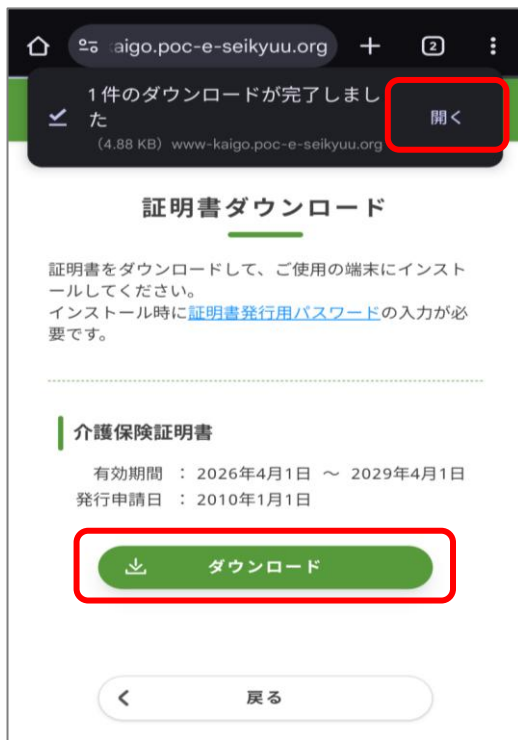 :aigo.poc-e-seikyuu.org
2
1件のダウンロードが完了しまし
た
(4.88 KB) www-kaigo.poc-e-seikyuu.org
開く
証明書ダウンロード
証明書をダウンロードして、ご使用の端末にインスト
ールしてください。
インストール時に証明書発行用パスワードの入力が必
要です。
介護保険証明書
有効期間 : 2026年4月1日 ～ 2029年4月1日
発行申請日 : 2010年1月1日
ダウンロード
戻る